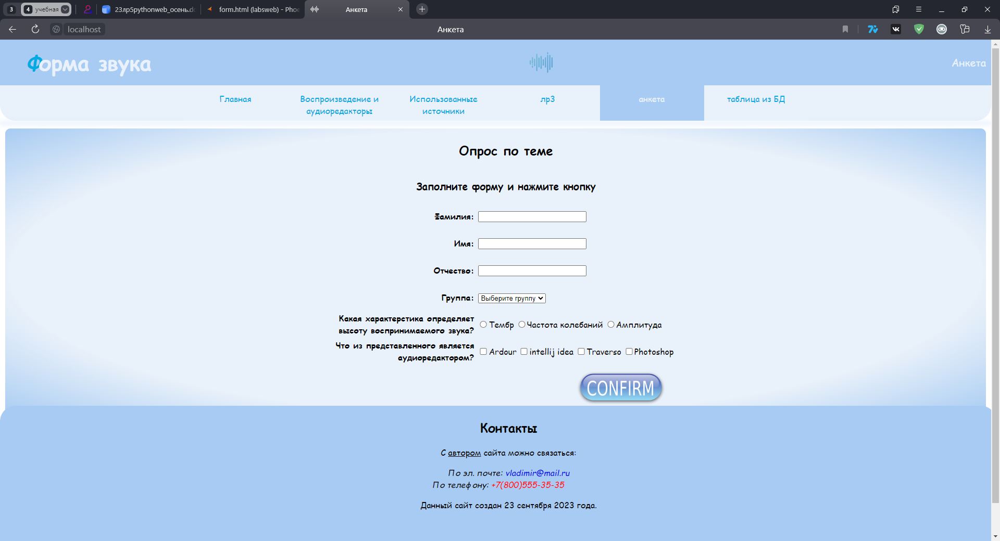 3
4
учебная
23лр5pythonweb_осень.do
form.html (labsweb) - Phoe
Анкета
localhost
Анкета
Форма звука
Анкета
Главная
Воспроизведение и
аудиоредакторы
Использованные
источники
лр3
анкета
таблица из БД
Опрос по теме
Заполните форму и нажмите кнопку
Фамилия:
Имя:
Отчество:
Группа: Выберите группу
Какая характерстика определяет
высоту воспринимаемого звука?
Тембр Частота колебаний Амплитуда
Что из представленного является
аудиоредактором?
Ardour intellij idea Traverso Photoshop
CONFIRM
Контакты
С автором сайта можно связаться:
По эл. почте: vladimir@mail.ru
По телефону: +7(800)555-35-35
Данный сайт создан 23 сентября 2023 года.